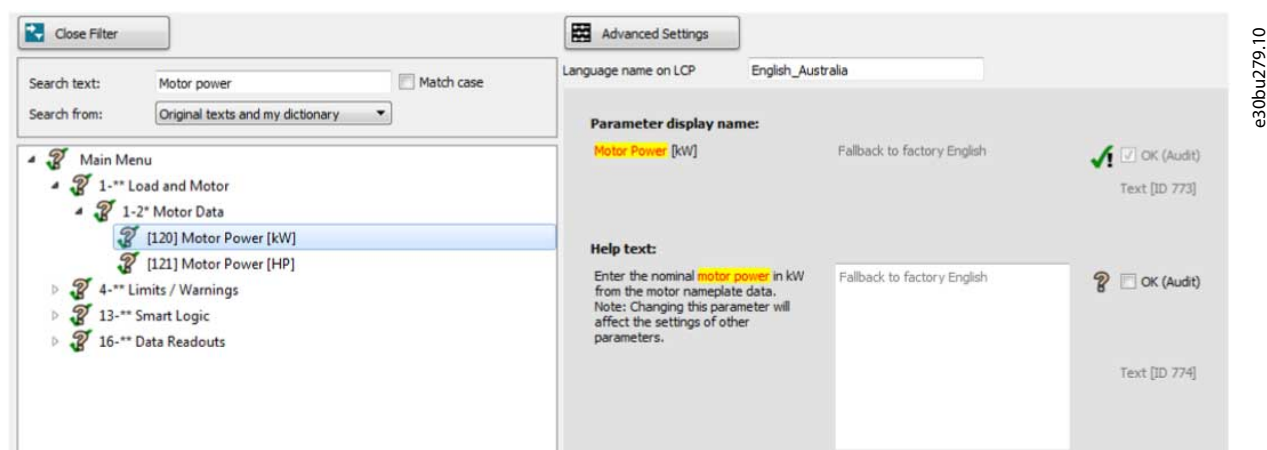 Close Filter
Search text:
Motor power
Match case
Search from:
Original texts and my dictionary
Main Menu
1-** Load and Motor
1-2* Motor Data
[120] Motor Power [kW]
[121] Motor Power [HP]
4-** Limits / Warnings
13-** Smart Logic
16-** Data Readouts
Advanced Settings
Language name on LCP
English_Australia
Parameter display name:
Motor Power [kW]
Fallback to factory English
OK (Audit)
Text [ID 773]
Help text:
Enter the nominal motor power in kW
from the motor nameplate data.
Note: Changing this parameter will
affect the settings of other
parameters.
Fallback to factory English
OK (Audit)
Text [ID 774]
e30bu279.10